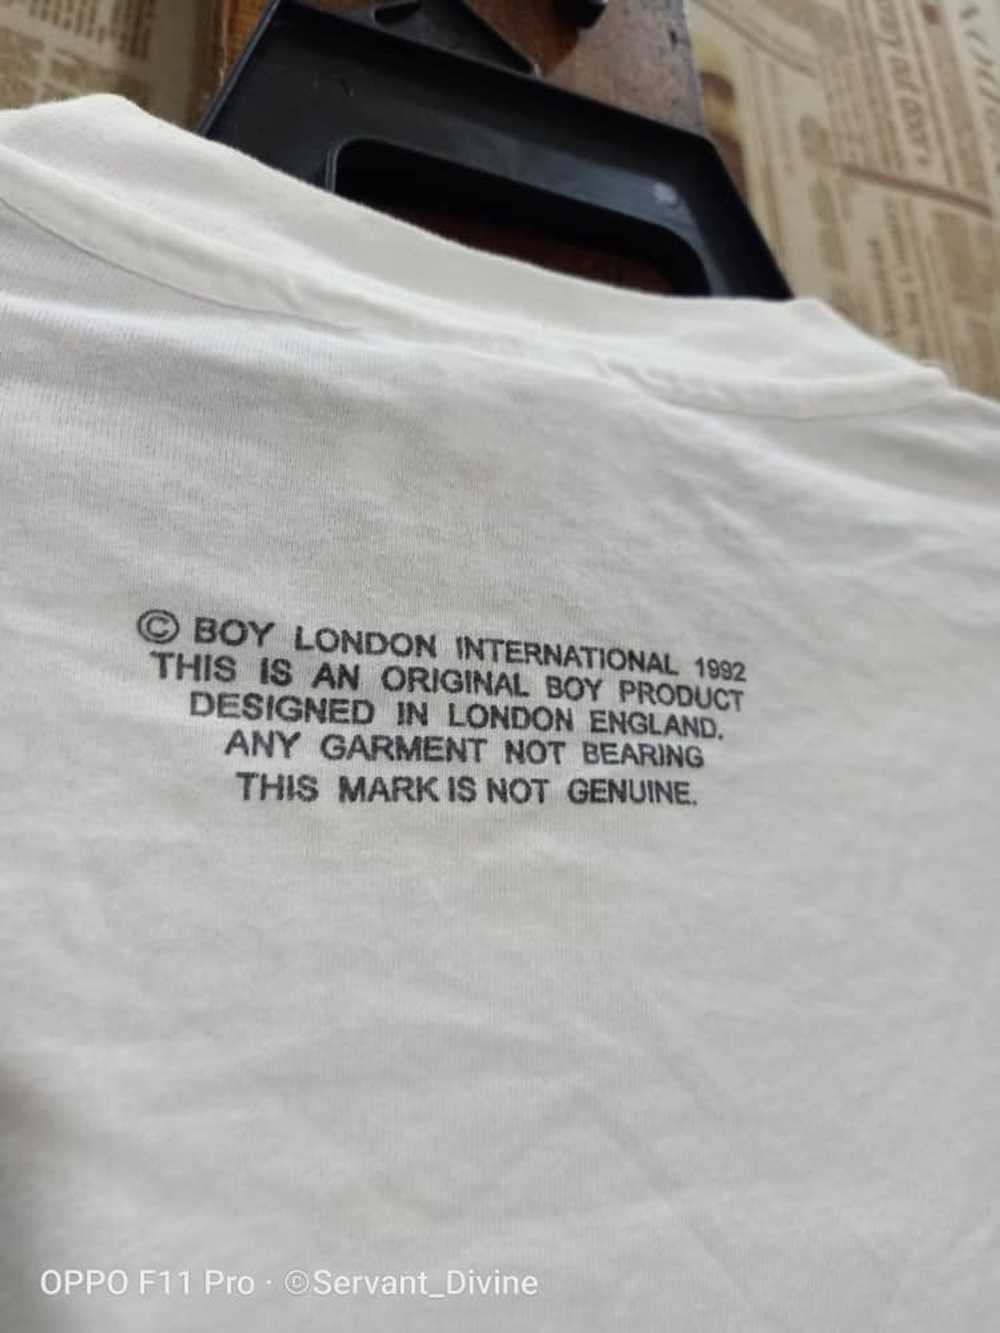 © BOY LONDON INTERNATIONAL 1992
THIS IS AN ORIGINAL BOY PRODUCT
DESIGNED IN LONDON ENGLAND.
ANY GARMENT NOT BEARING
THIS MARK IS NOT GENUINE.
OPPO F11 Pro · ©Servant_Divine